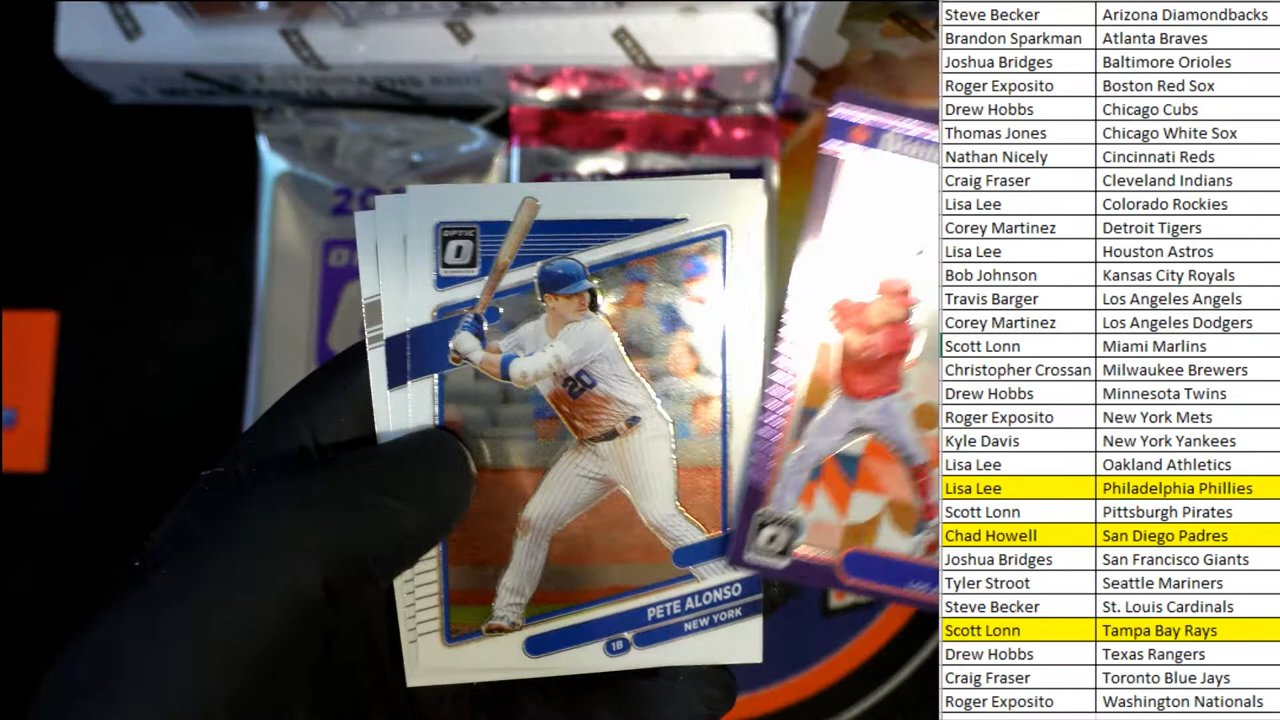 Steve Becker Arizona Diamondbacks
Brandon Sparkman Atlanta Braves
Joshua Bridges Baltimore Orioles
Roger Exposito Boston Red Sox
Drew Hobbs Chicago Cubs
Thomas Jones Chicago White Sox
Nathan Nicely Cincinnati Reds
Craig Fraser Cleveland Indians
Lisa Lee Colorado Rockies
Corey Martinez Detroit Tigers
Lisa Lee Houston Astros
Bob Johnson Kansas City Royals
Travis Barger Los Angeles Angels
Corey Martinez Los Angeles Dodgers
Scott Lonn Miami Marlins
Christopher Crossan Milwaukee Brewers
Drew Hobbs Minnesota Twins
Roger Exposito New York Mets
Kyle Davis New York Yankees
Lisa Lee Oakland Athletics
Lisa Lee Philadelphia Phillies
Scott Lonn Pittsburgh Pirates
Chad Howell San Diego Padres
Joshua Bridges San Francisco Giants
Tyler Stroot Seattle Mariners
Steve Becker St. Louis Cardinals
Scott Lonn Tampa Bay Rays
Drew Hobbs Texas Rangers
Craig Fraser Toronto Blue Jays
Roger Exposito Washington Nationals
OPTIC
20
PETE ALONSO
NEW YORK
1B